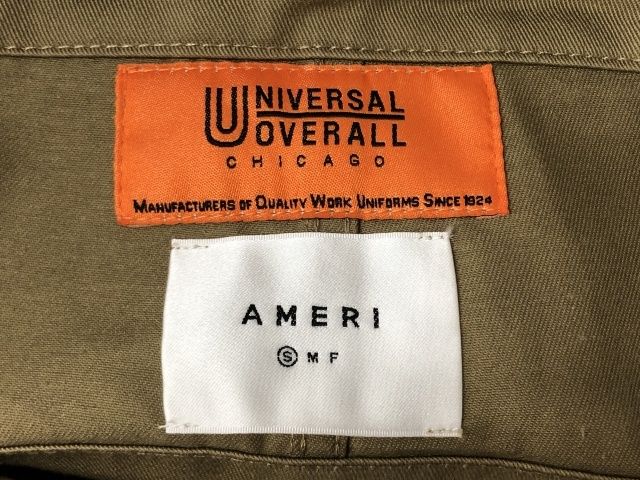 UNIVERSAL
OVERALL
CHICAGO
MANUFACTURERS OF QUALITY WORK UNIFORMS SINCE 1924
AMERI
Ⓢ M F